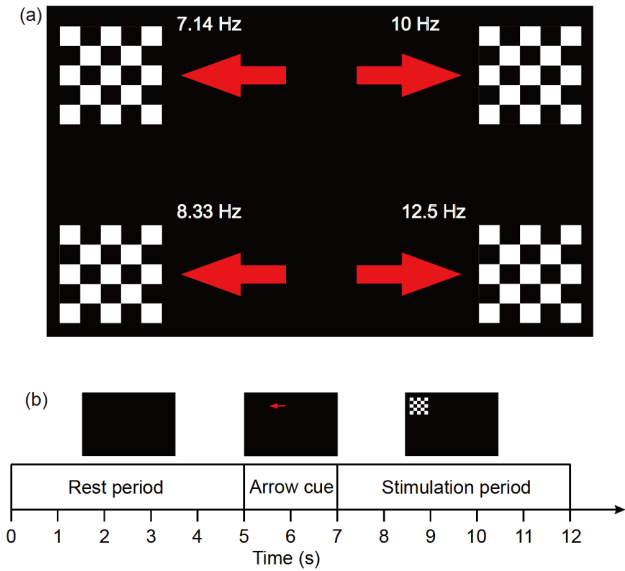 (a)
7.14 Hz
10 Hz
8.33 Hz
12.5 Hz
(b)
Rest period
Arrow cue
Stimulation period
0 1 2 3 4 5 6 7 8 9 10 11 12
Time (s)